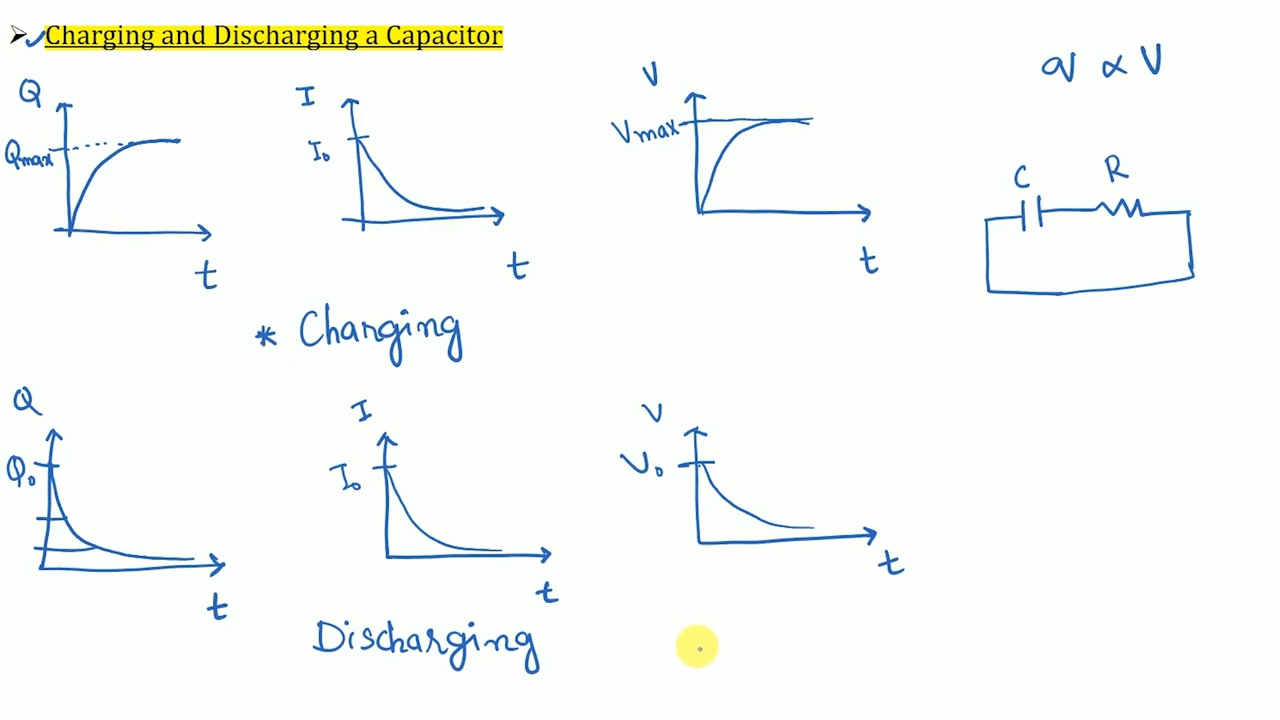 Charging and Discharging a Capacitor
Q
Qmax
t
I
I₀
t
V
Vmax
t
q ∝ V
C
R
* Charging
Q
Q₀
t
I
I₀
t
V
V₀
t
Discharging